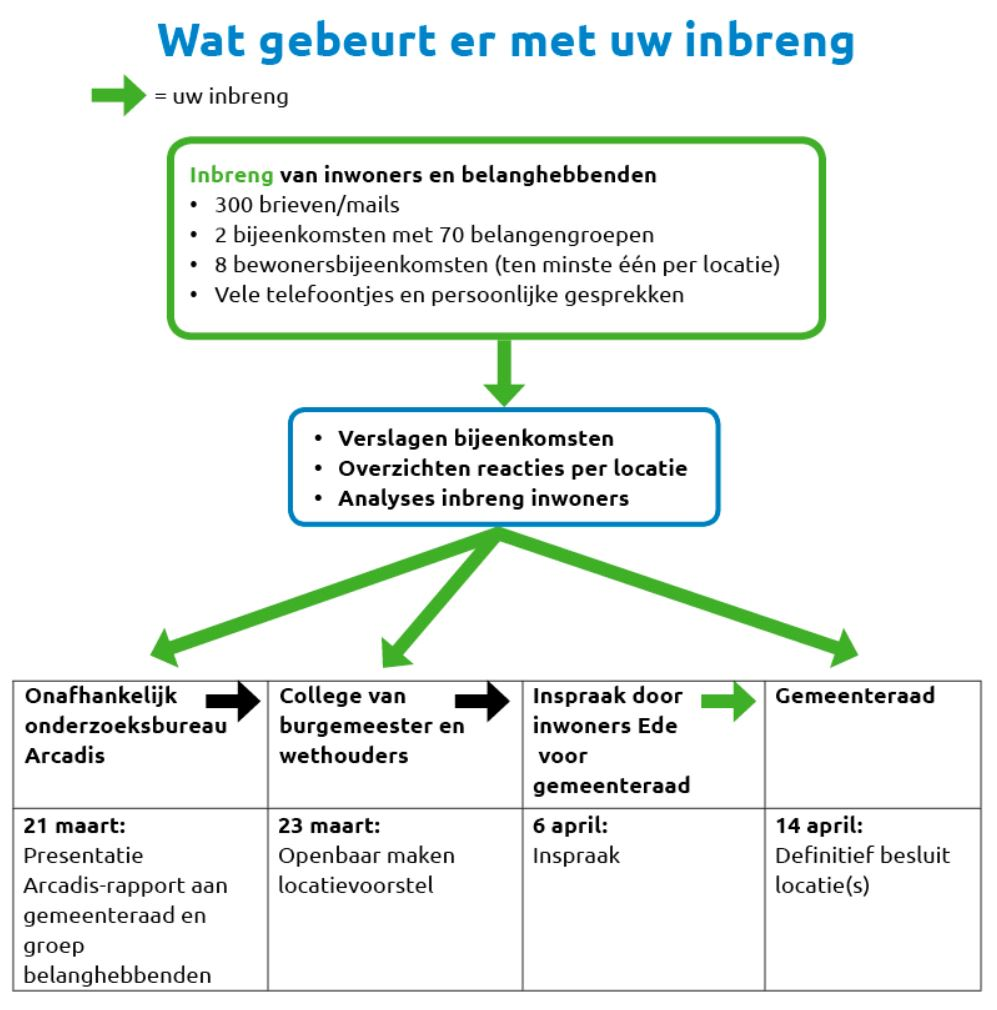 Wat gebeurt er met uw inbreng
= uw inbreng
Inbreng van inwoners en belanghebbenden
• 300 brieven/mails
• 2 bijeenkomsten met 70 belangengroepen
• 8 bewonersbijeenkomsten (ten minste één per locatie)
• Vele telefoontjes en persoonlijke gesprekken
• Verslagen bijeenkomsten
• Overzichten reacties per locatie
• Analyses inbreng inwoners
Onafhankelijk
onderzoeksbureau
Arcadis
College van
burgemeester en
wethouders
Inspraak door
inwoners Ede
voor
gemeenteraad
Gemeenteraad
21 maart:
Presentatie
Arcadis-rapport aan
gemeenteraad en
groep
belanghebbenden
23 maart:
Openbaar maken
locatievoorstel
6 april:
Inspraak
14 april:
Definitief besluit
locatie(s)